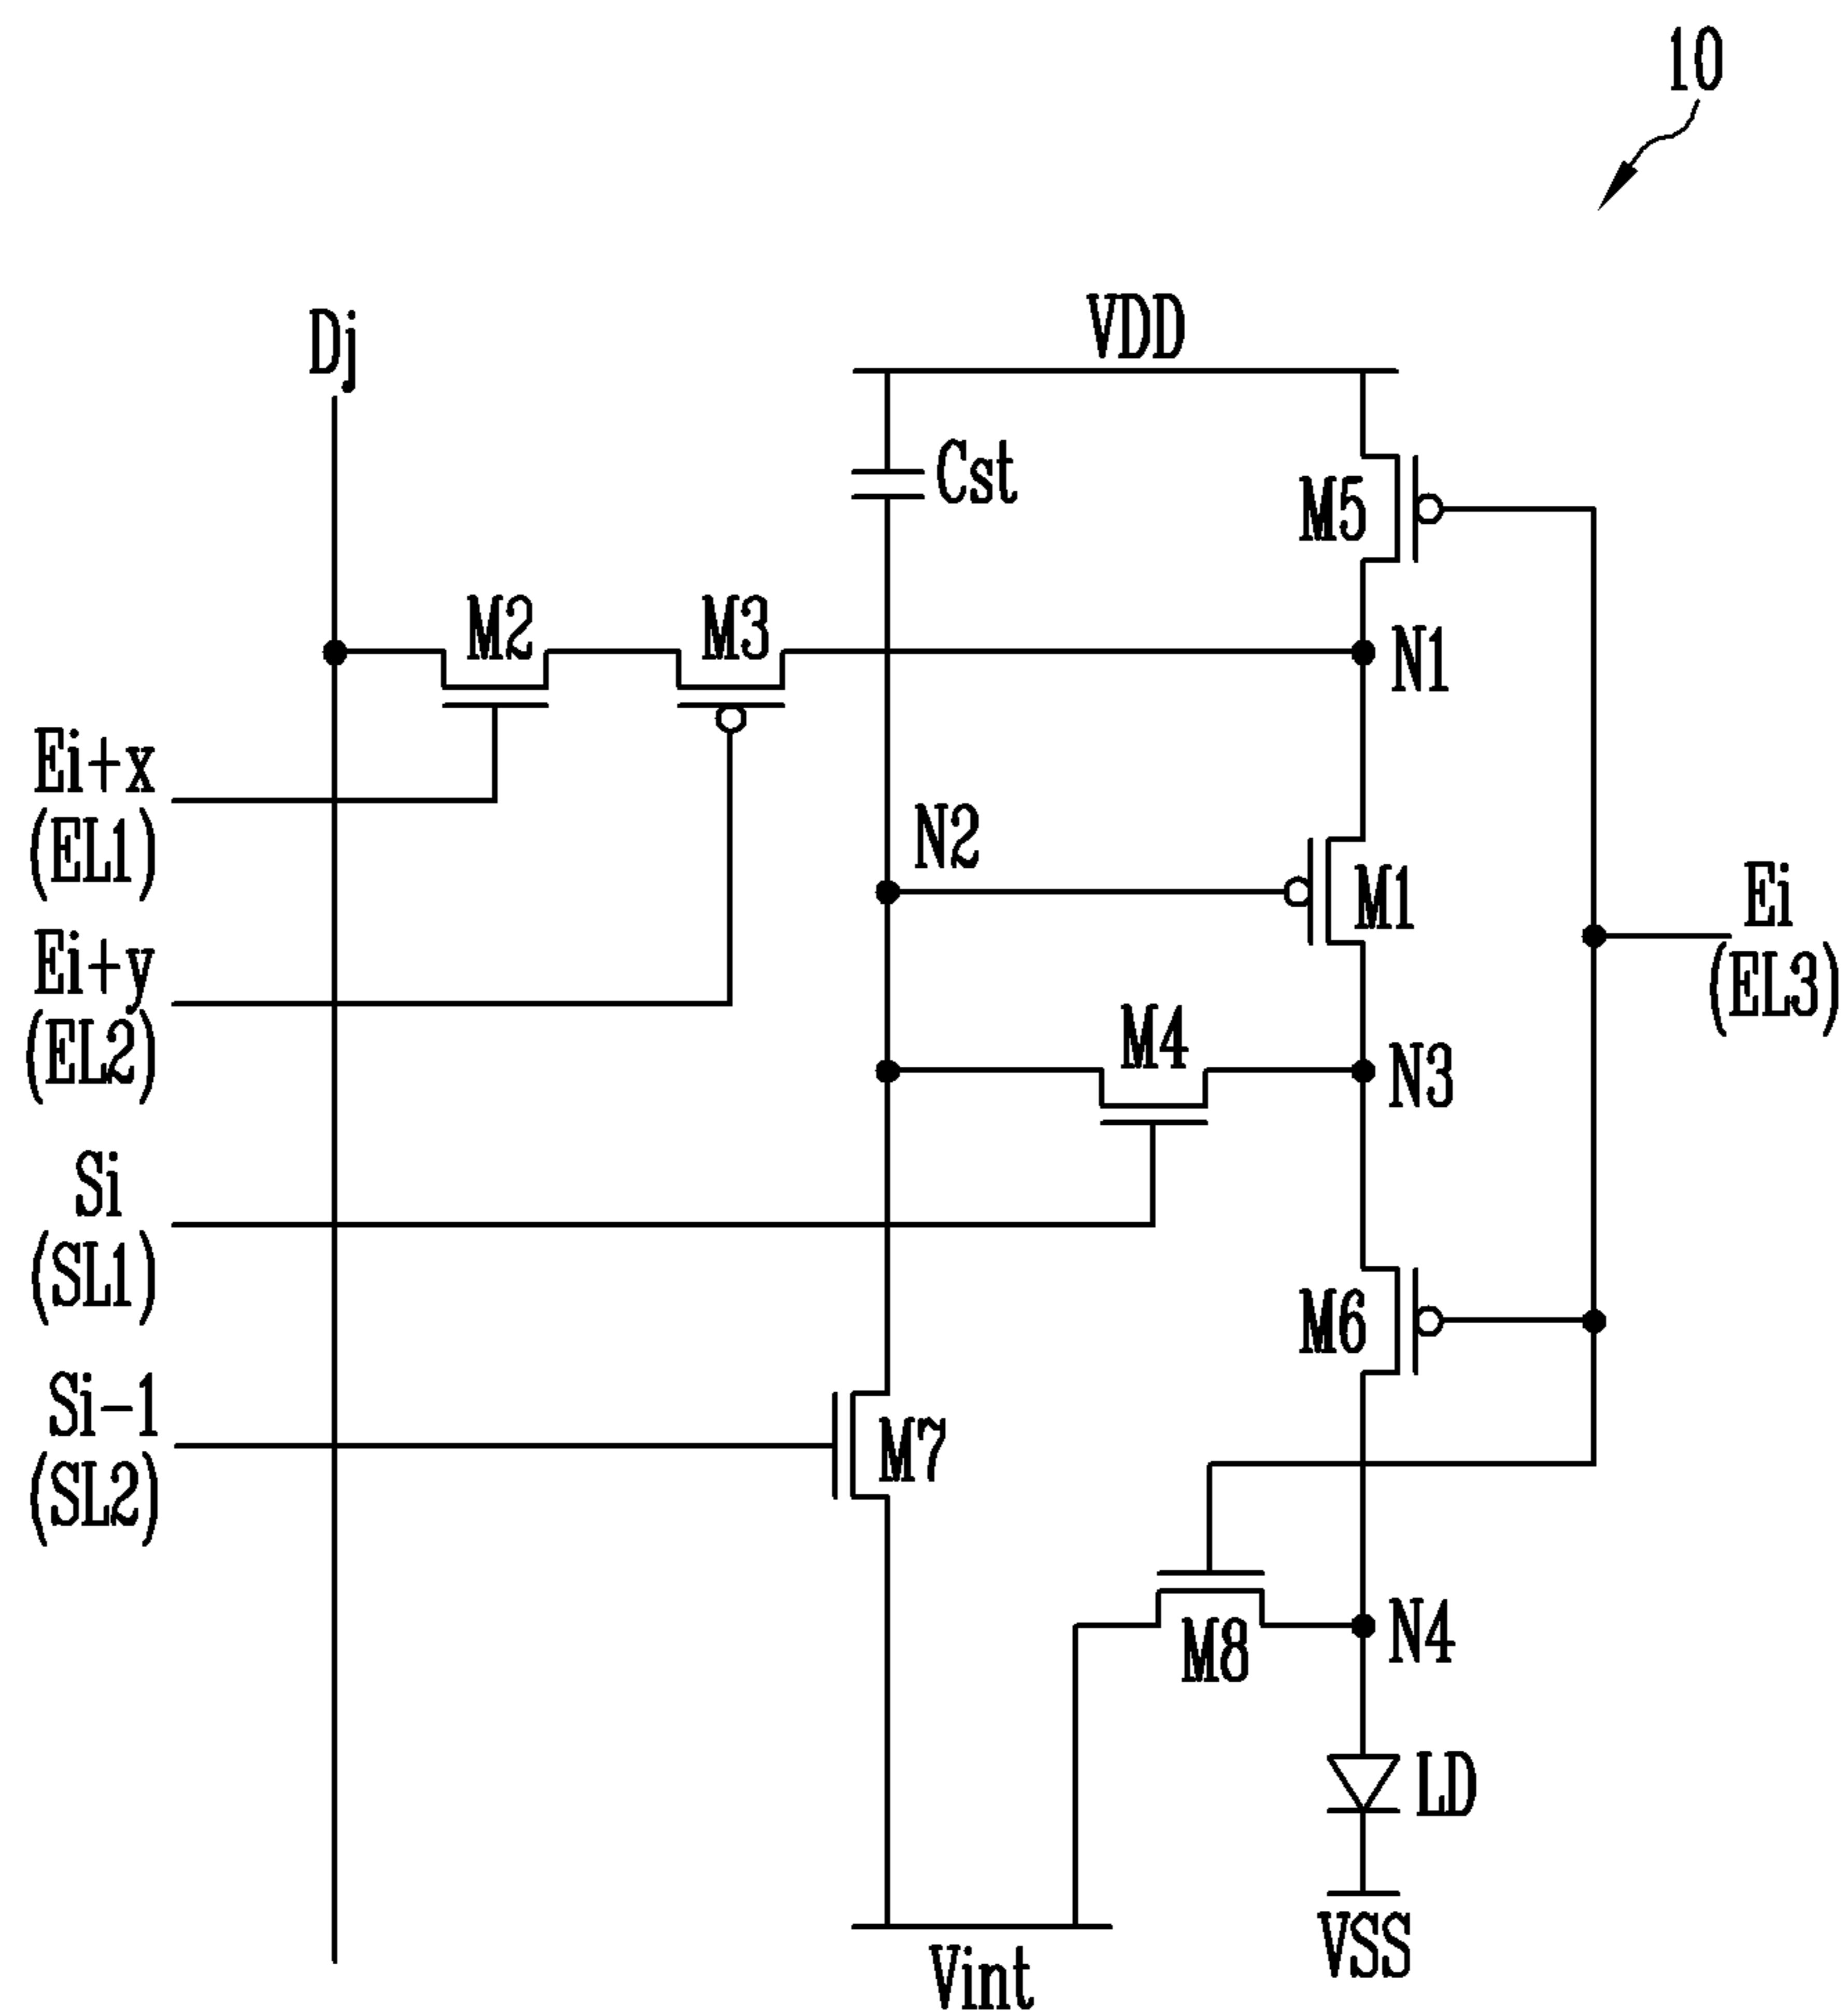 10
VDD
Dj
Cst
M5
M2
M3
N1
Ei+x
(EL1)
N2
M1
Ei
(EL3)
Ei+y
(EL2)
M4
N3
Si
(SL1)
M6
Si-1
(SL2)
M7
M8
N4
LD
VSS
Vint